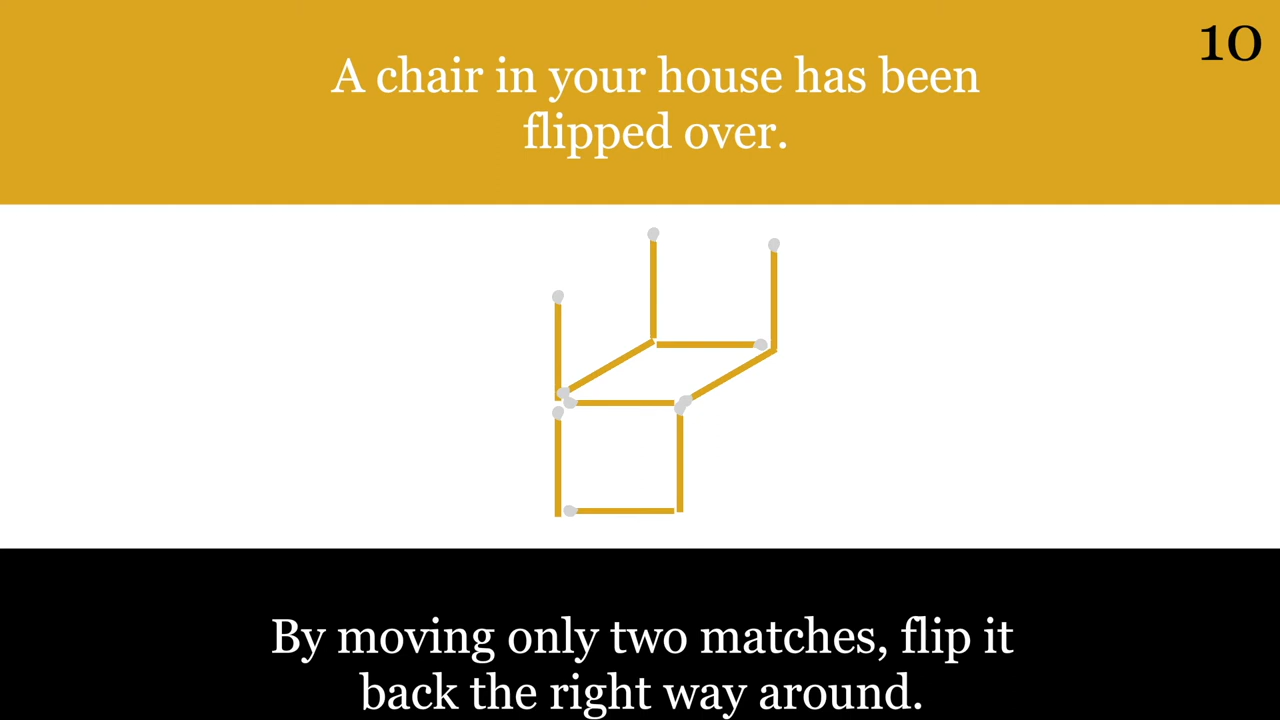 10
A chair in your house has been
flipped over.
By moving only two matches, flip it
back the right way around.